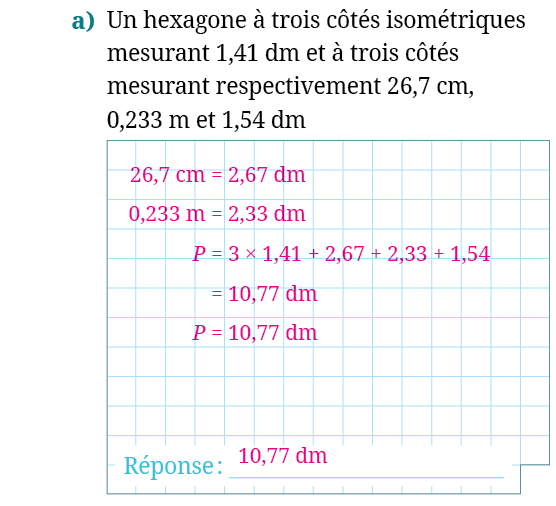 a) Un hexagone à trois côtés isométriques
mesurant 1,41 dm et à trois côtés
mesurant respectivement 26,7 cm,
0,233 m et 1,54 dm
26,7 cm = 2,67 dm
0,233 m = 2,33 dm
P = 3 × 1,41 + 2,67 + 2,33 + 1,54
= 10,77 dm
P = 10,77 dm
Réponse : 10,77 dm